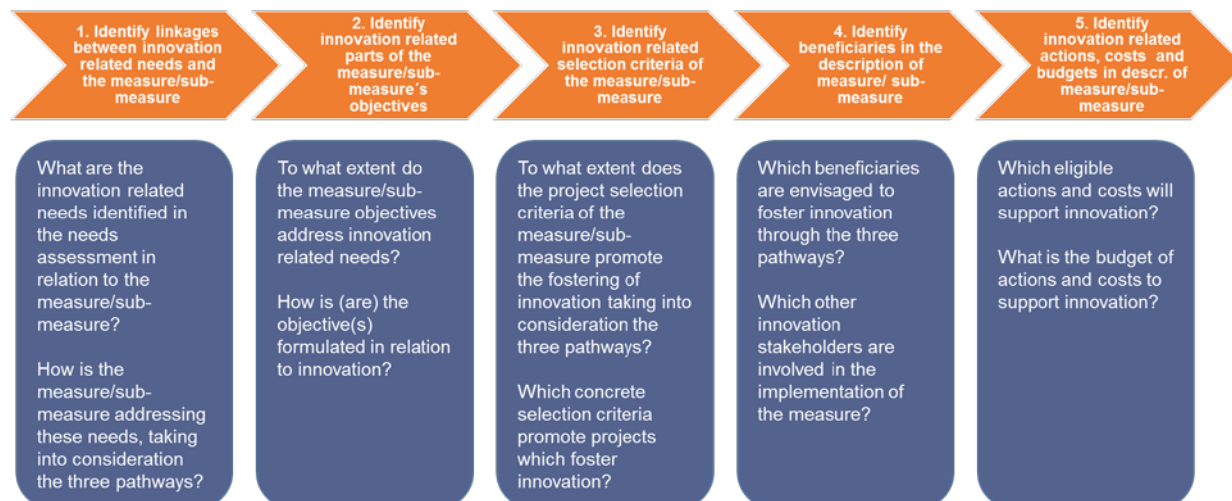 1. Identify linkages
between innovation
related needs and
the measure/sub-
measure
2. Identify
innovation related
parts of the
measure/sub-
measure´s
objectives
3. Identify
innovation related
selection criteria of
the measure/sub-
measure
4. Identify
beneficiaries in the
description of
measure/ sub-
measure
5. Identify
innovation related
actions, costs and
budgets in descr. of
measure/sub-
measure
What are the
innovation related
needs identified in
the needs
assessment in
relation to the
measure/sub-
measure?
How is the
measure/sub-
measure addressing
these needs, taking
into consideration
the three pathways?
To what extent do
the measure/sub-
measure objectives
address innovation
related needs?
How is (are) the
objective(s)
formulated in relation
to innovation?
To what extent does
the project selection
criteria of the
measure/sub-
measure promote
the fostering of
innovation taking into
consideration the
three pathways?
Which concrete
selection criteria
promote projects
which foster
innovation?
Which beneficiaries
are envisaged to
foster innovation
through the three
pathways?
Which other
innovation
stakeholders are
involved in the
implementation of
the measure?
Which eligible
actions and costs will
support innovation?
What is the budget of
actions and costs to
support innovation?